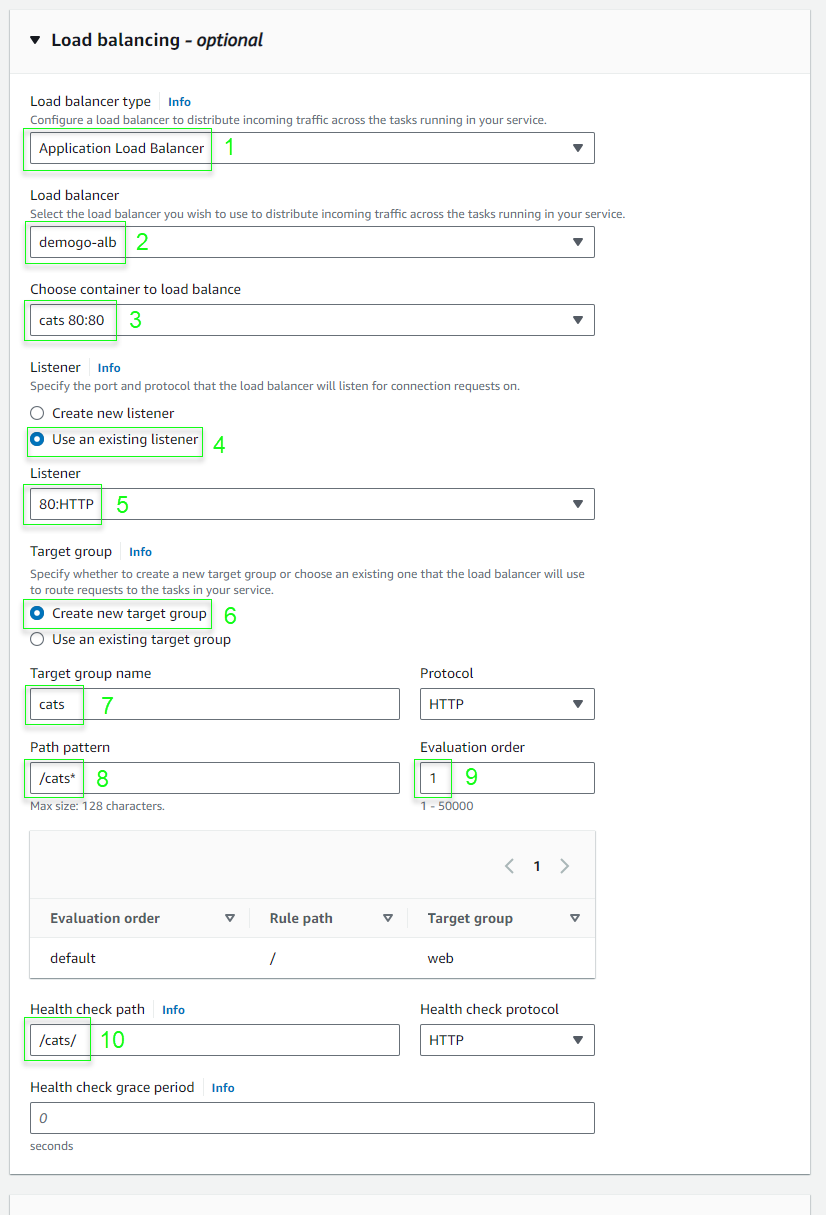 Load balancing - optional
Load balancer type Info
Configure a load balancer to distribute incoming traffic across the tasks running in your service.
Application Load Balancer 1
Load balancer
Select the load balancer you wish to use to distribute incoming traffic across the tasks running in your service.
demogo-alb 2
Choose container to load balance
cats 80:80 3
Listener Info
Specify the port and protocol that the load balancer will listen for connection requests on.
Create new listener
Use an existing listener 4
Listener
80:HTTP 5
Target group Info
Specify whether to create a new target group or choose an existing one that the load balancer will use
to route requests to the tasks in your service.
Create new target group 6
Use an existing target group
Target group name Protocol
cats 7 HTTP
Path pattern Evaluation order
/cats* 8 1 9
Max size: 128 characters. 1 - 50000
1
Evaluation order Rule path Target group
default / web
Health check path Info Health check protocol
/cats/ 10 HTTP
Health check grace period Info
0
seconds